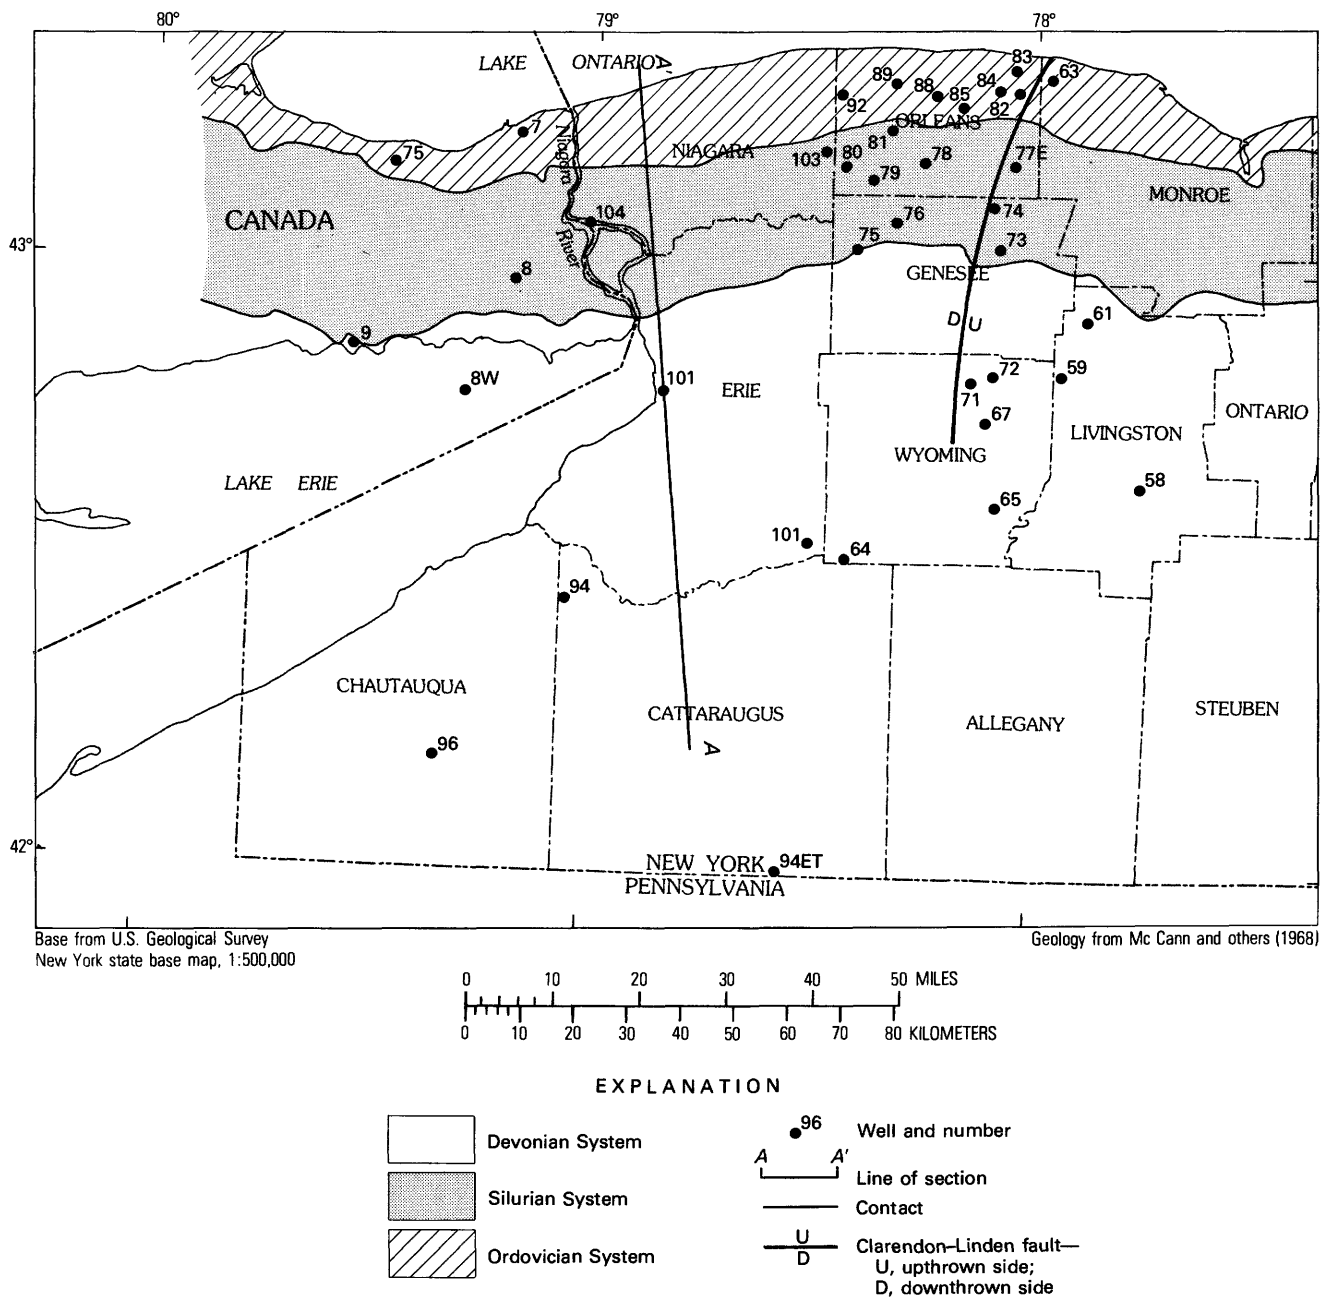 80°
79°
78°
LAKE ONTARIO
A'
83
63
89
88
84
85
82
92
ORLEANS
7
Niagara
River
81
75
NIAGARA
103
80
78
77E
79
MONROE
CANADA
104
76
74
43°
75
73
8
GENESEE
61
D U
9
8W
101
ERIE
72
71
59
67
ONTARIO
LIVINGSTON
WYOMING
LAKE ERIE
58
65
101
64
94
CHAUTAUQUA
CATTARAUGUS
ALLEGANY
STEUBEN
96
A
42°
NEW YORK
94ET
PENNSYLVANIA
Base from U.S. Geological Survey
New York state base map, 1:500,000
Geology from Mc Cann and others (1968)
0 10 20 30 40 50 MILES
0 10 20 30 40 50 60 70 80 KILOMETERS
EXPLANATION
Devonian System
Silurian System
Ordovician System
96
Well and number
A A'
Line of section
Contact
U
D
Clarendon–Linden fault—
U, upthrown side;
D, downthrown side